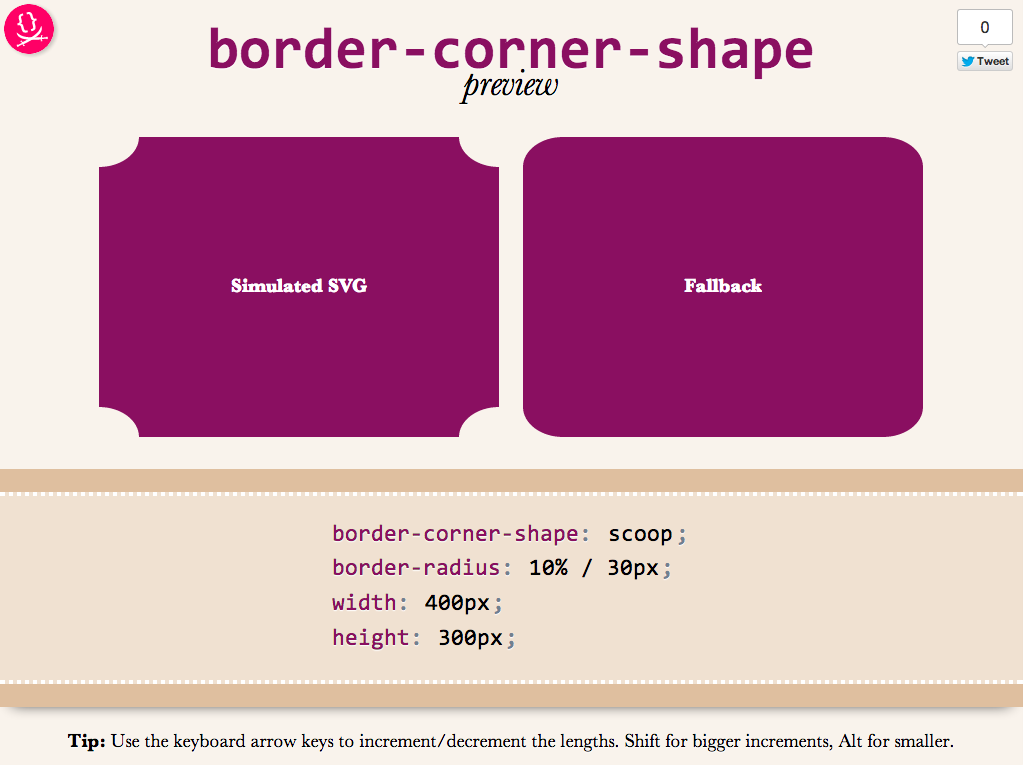 {}
border-corner-shape
preview
0
Tweet
Simulated SVG
Fallback
border-corner-shape: scoop;
border-radius: 10% / 30px;
width: 400px;
height: 300px;
Tip: Use the keyboard arrow keys to increment/decrement the lengths. Shift for bigger increments, Alt for smaller.